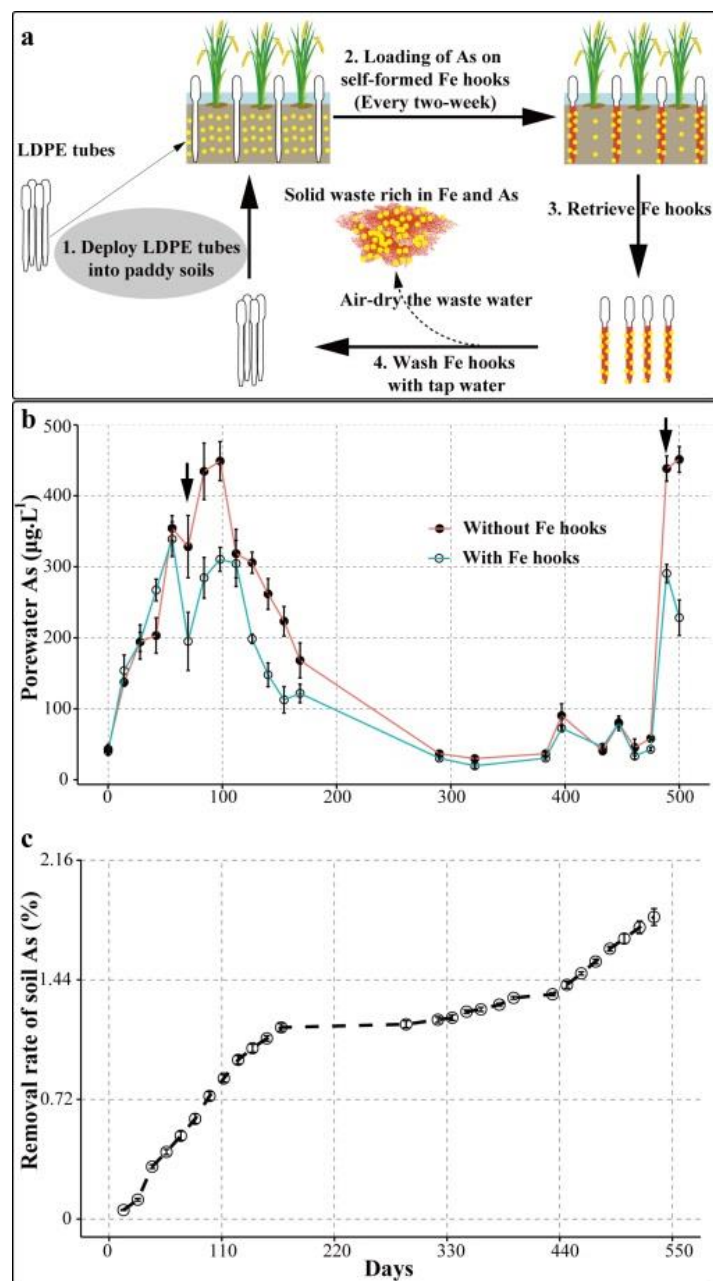 a
2. Loading of As on
self-formed Fe hooks
(Every two-week)
LDPE tubes
Solid waste rich in Fe and As
3. Retrieve Fe hooks
1. Deploy LDPE tubes
into paddy soils
Air-dry the waste water
4. Wash Fe hooks
with tap water
b
500
400
300
200
100
0
Porewater As (μg·L⁻¹)
Without Fe hooks
With Fe hooks
0 100 200 300 400 500
c
2.16
1.44
0.72
0
Removal rate of soil As (%)
0 110 220 330 440 550
Days